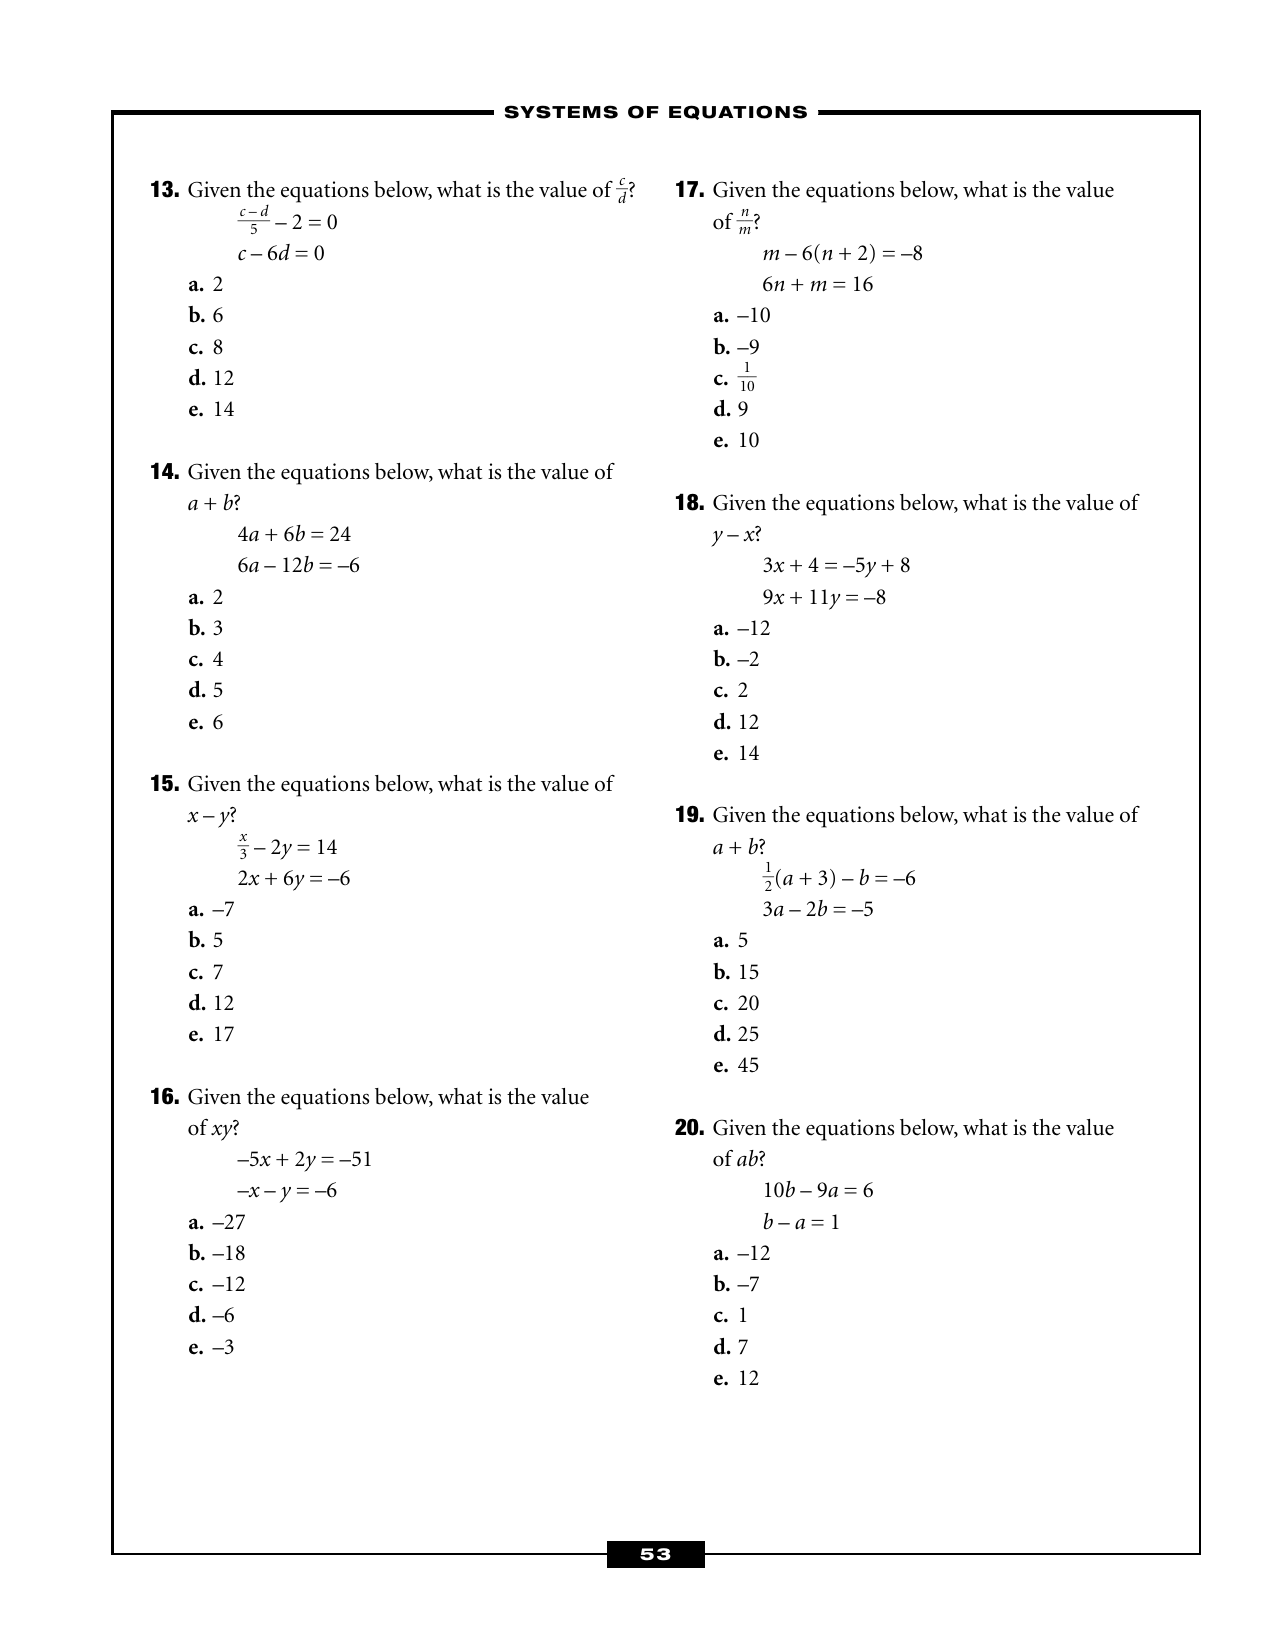 SYSTEMS OF EQUATIONS
13. Given the equations below, what is the value of c/d?
(c – d)/5 – 2 = 0
c – 6d = 0
a. 2
b. 6
c. 8
d. 12
e. 14
14. Given the equations below, what is the value of
a + b?
4a + 6b = 24
6a – 12b = –6
a. 2
b. 3
c. 4
d. 5
e. 6
15. Given the equations below, what is the value of
x – y?
x/3 – 2y = 14
2x + 6y = –6
a. –7
b. 5
c. 7
d. 12
e. 17
16. Given the equations below, what is the value
of xy?
–5x + 2y = –51
–x – y = –6
a. –27
b. –18
c. –12
d. –6
e. –3
17. Given the equations below, what is the value
of n/m?
m – 6(n + 2) = –8
6n + m = 16
a. –10
b. –9
c. 1/10
d. 9
e. 10
18. Given the equations below, what is the value of
y – x?
3x + 4 = –5y + 8
9x + 11y = –8
a. –12
b. –2
c. 2
d. 12
e. 14
19. Given the equations below, what is the value of
a + b?
1/2(a + 3) – b = –6
3a – 2b = –5
a. 5
b. 15
c. 20
d. 25
e. 45
20. Given the equations below, what is the value
of ab?
10b – 9a = 6
b – a = 1
a. –12
b. –7
c. 1
d. 7
e. 12
53